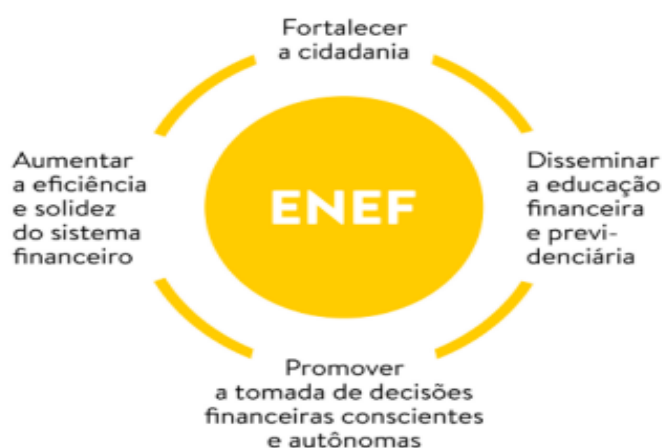 Fortalecer
a cidadania
Aumentar
a eficiência
e solidez
do sistema
financeiro
ENEF
Disseminar
a educação
financeira
e previ-
denciária
Promover
a tomada de decisões
financeiras conscientes
e autônomas